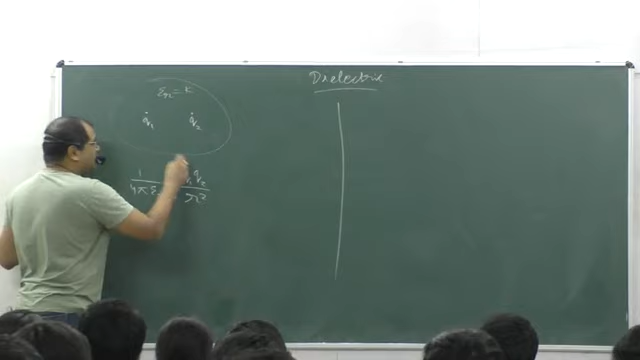 Dielectric
εr = K
q1 q2
1/4πε q1q2/r²